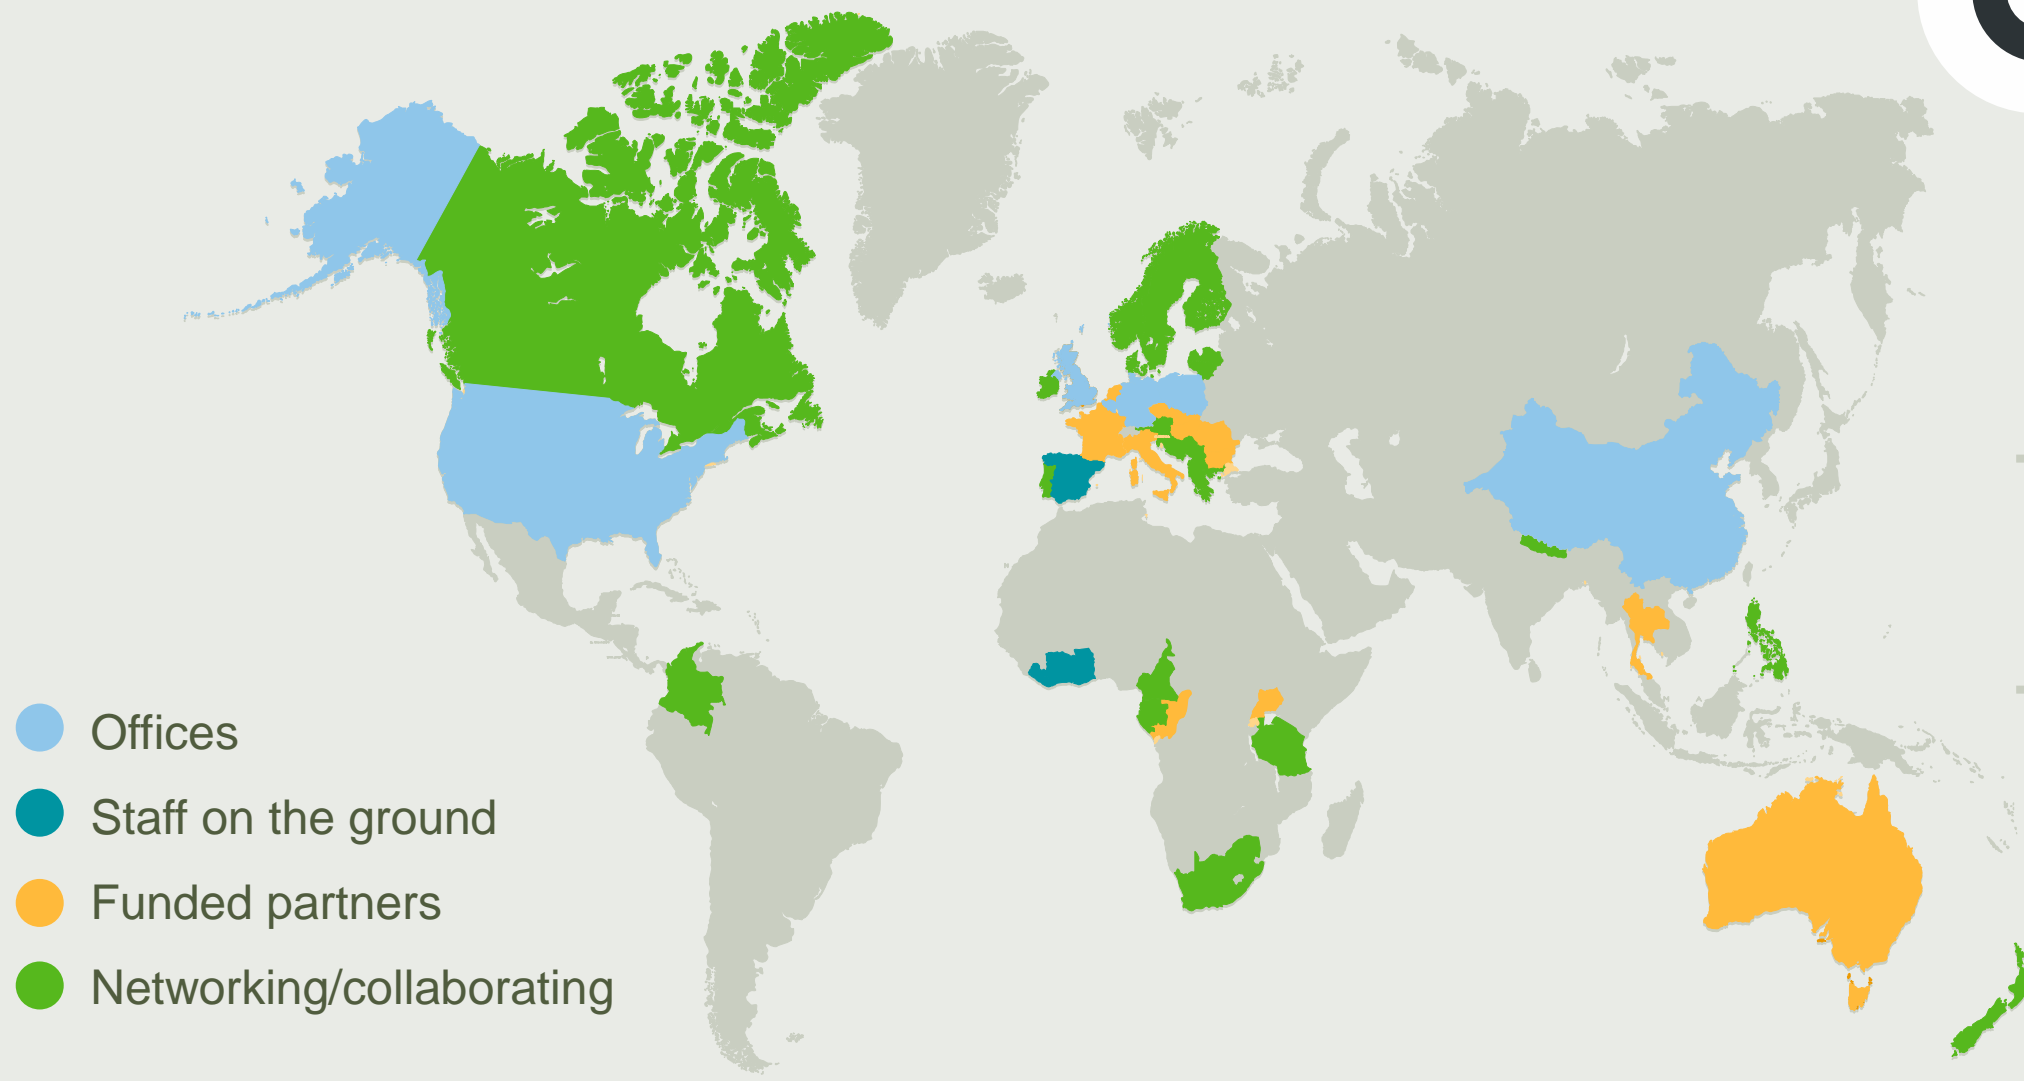 Offices
Staff on the ground
Funded partners
Networking/collaborating